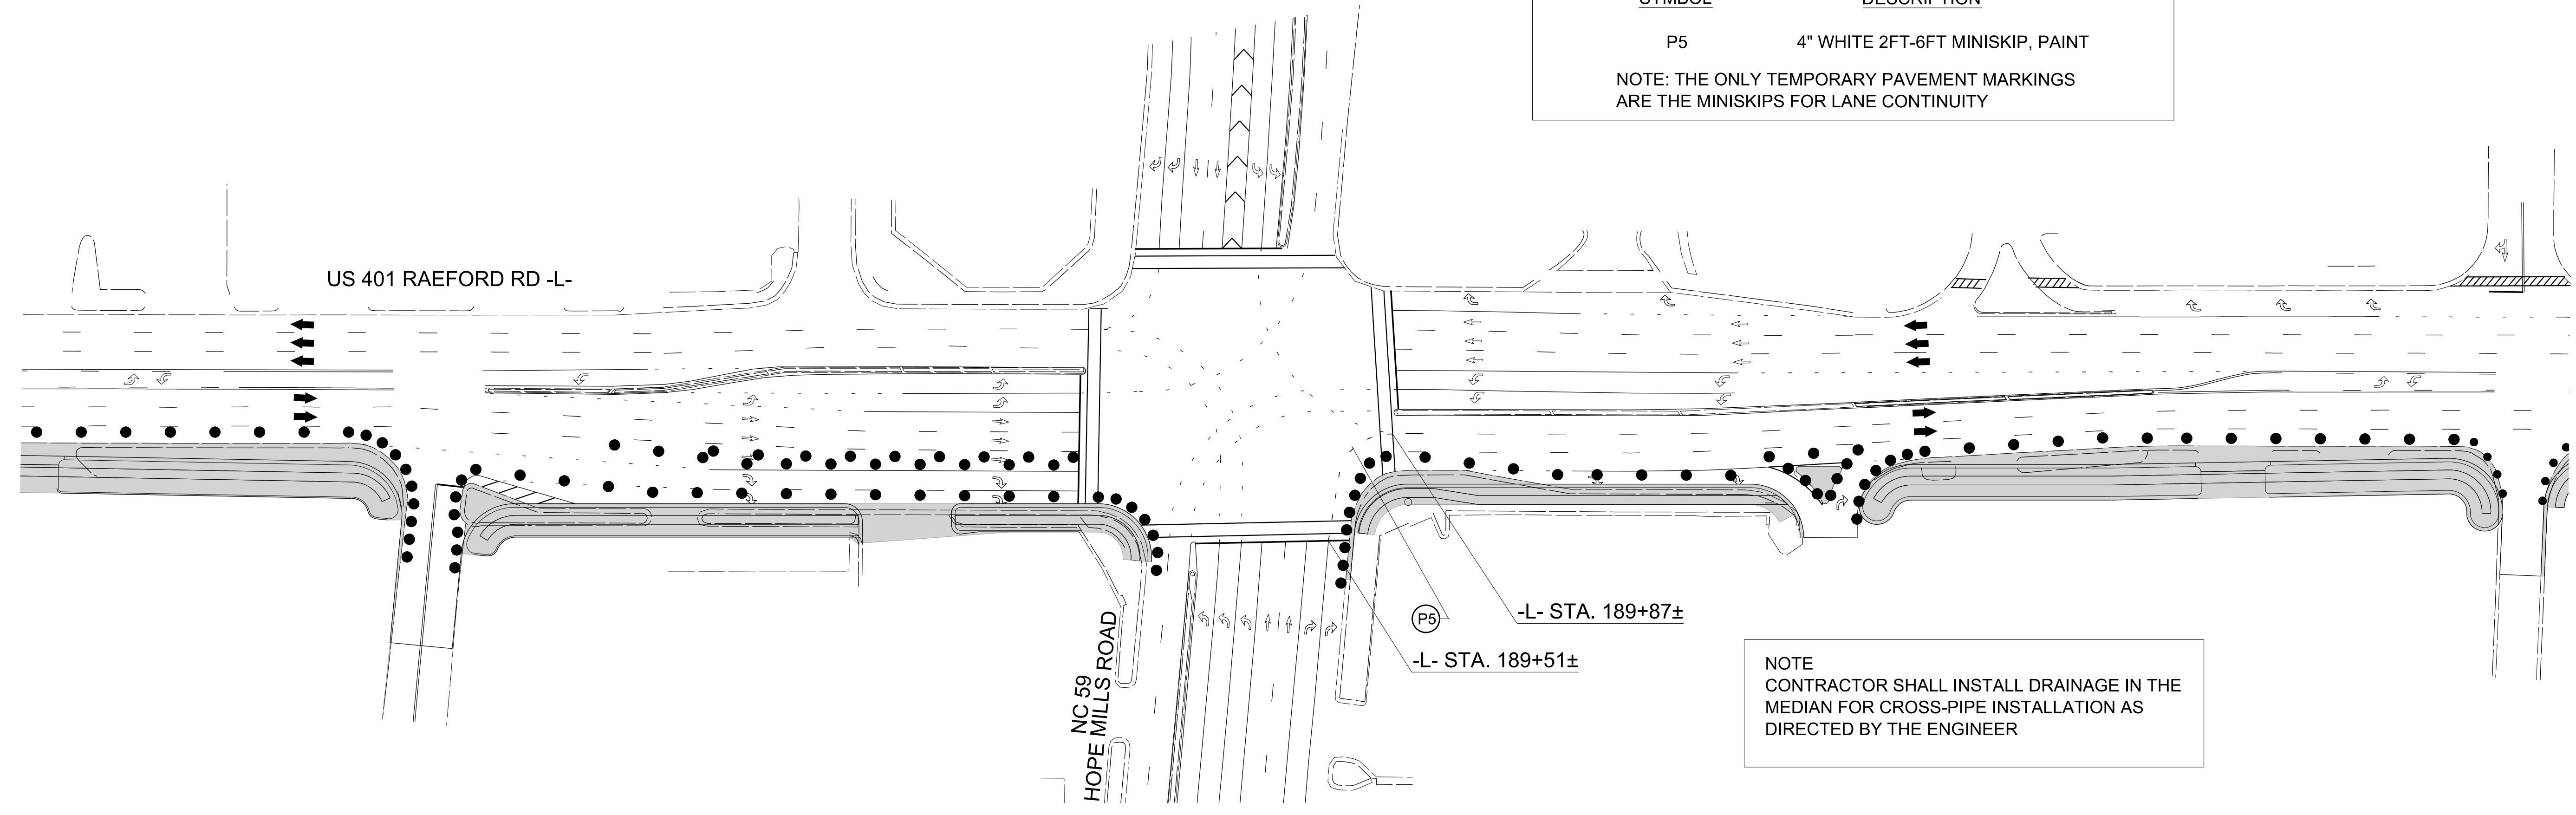 SYMBOL DESCRIPTION
P5 4" WHITE 2FT-6FT MINISKIP, PAINT
NOTE: THE ONLY TEMPORARY PAVEMENT MARKINGS
ARE THE MINISKIPS FOR LANE CONTINUITY
US 401 RAEFORD RD -L-
-L- STA. 189+87±
P5
-L- STA. 189+51±
NC 59
HOPE MILLS ROAD
NOTE
CONTRACTOR SHALL INSTALL DRAINAGE IN THE
MEDIAN FOR CROSS-PIPE INSTALLATION AS
DIRECTED BY THE ENGINEER